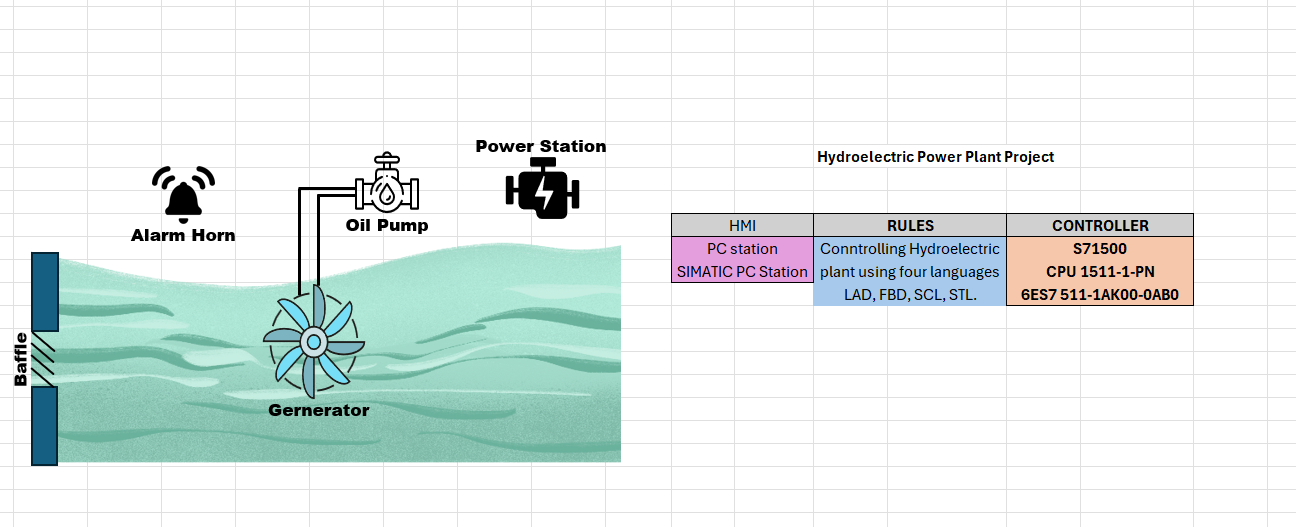 Power Station
Hydroelectric Power Plant Project
Oil Pump
Alarm Horn
Baffle
Gernerator
HMI RULES CONTROLLER
PC station Conntrolling Hydroelectric S71500
SIMATIC PC Station plant using four languages CPU 1511-1-PN
LAD, FBD, SCL, STL. 6ES7 511-1AK00-0AB0